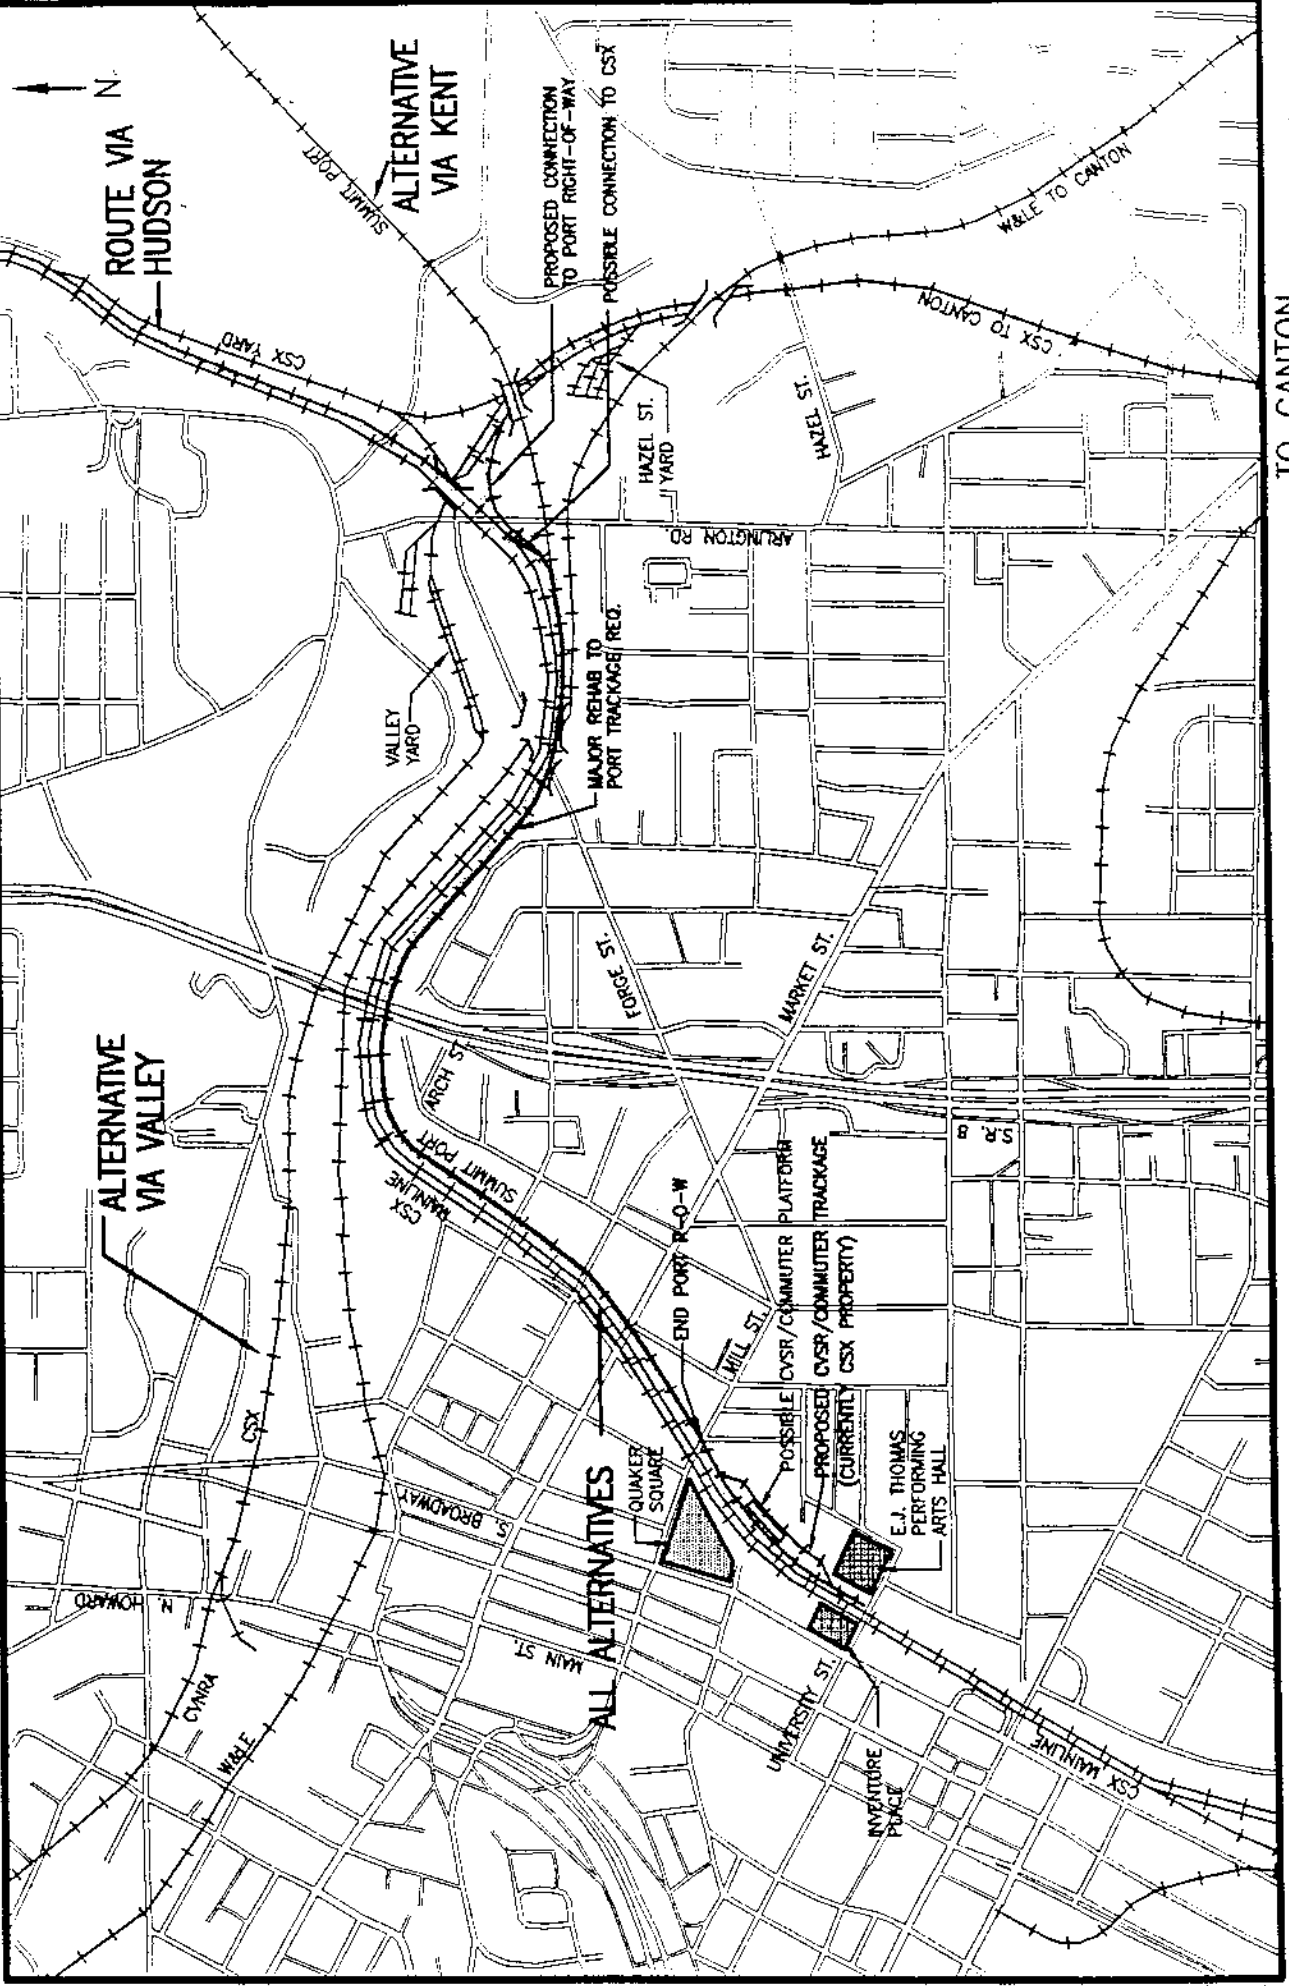 N
ROUTE VIA
HUDSON
ALTERNATIVE
VIA KENT
SUMMIT PORT
CSX YARD
PROPOSED CONNECTION
TO PORT RIGHT-OF-WAY
POSSIBLE CONNECTION TO CSX
W&LE TO CANTON
CSX TO CANTON
TO CANTON
HAZEL ST.
YARD
HAZEL ST.
ARLINGTON RD.
VALLEY
YARD
MAJOR REHAB TO
PORT TRACKAGE REQ.
ALTERNATIVE
VIA VALLEY
FORGE ST.
MARKET ST.
ARCH ST.
SUMMIT PORT
CSX
MAINLINE
S.R. 8
END PORT R-O-W
MILL ST.
POSSIBLE CVSR/COMMUTER PLATFORM
PROPOSED CVSR/COMMUTER TRACKAGE
(CURRENTLY CSX PROPERTY)
CSX
ALL ALTERNATIVES
QUAKER
SQUARE
E.J. THOMAS
PERFORMING
ARTS HALL
S. BROADWAY
N HOWARD
MAIN ST.
CVNRA
W&LE
UNIVERSITY ST.
INVENTURE
PLACE
CSX MAINLINE